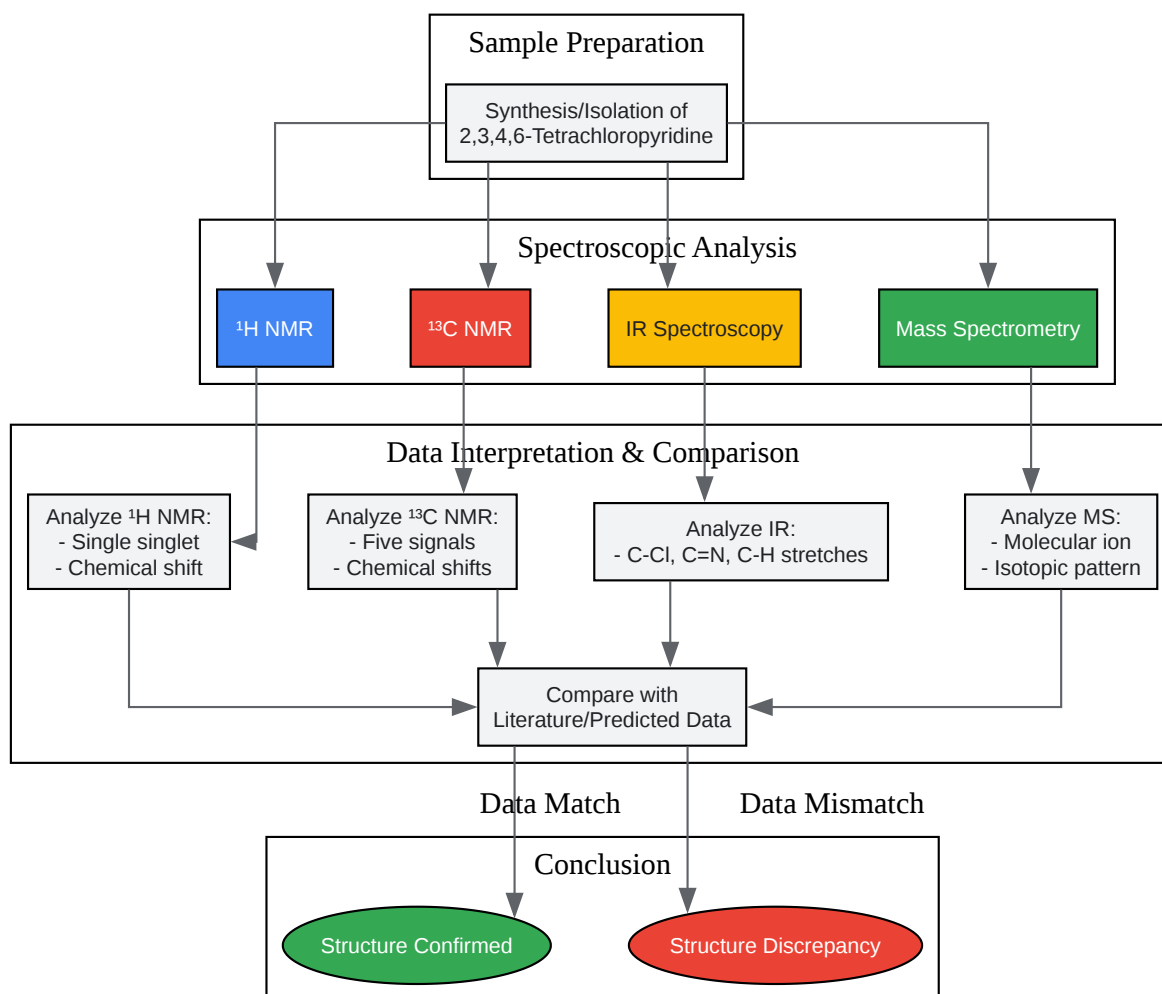 Sample Preparation
Synthesis/Isolation of
2,3,4,6-Tetrachloropyridine
Spectroscopic Analysis
¹H NMR
¹³C NMR
IR Spectroscopy
Mass Spectrometry
Data Interpretation & Comparison
Analyze ¹H NMR:
- Single singlet
- Chemical shift
Analyze ¹³C NMR:
- Five signals
- Chemical shifts
Analyze IR:
- C-Cl, C=N, C-H stretches
Analyze MS:
- Molecular ion
- Isotopic pattern
Compare with
Literature/Predicted Data
Data Match
Data Mismatch
Conclusion
Structure Confirmed
Structure Discrepancy